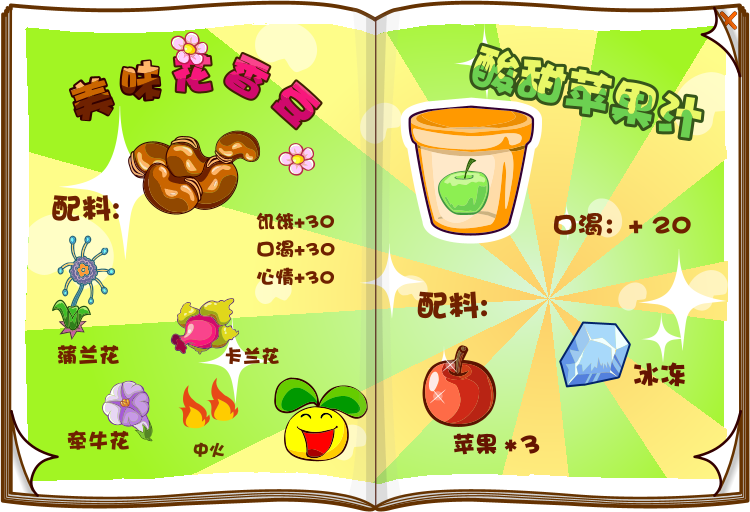 美味花香豆
配料:
饥饿+30
口渴+30
心情+30
蒲兰花
卡兰花
牵牛花
中火
酸甜苹果汁
口渴: + 20
配料:
冰冻
苹果 *3